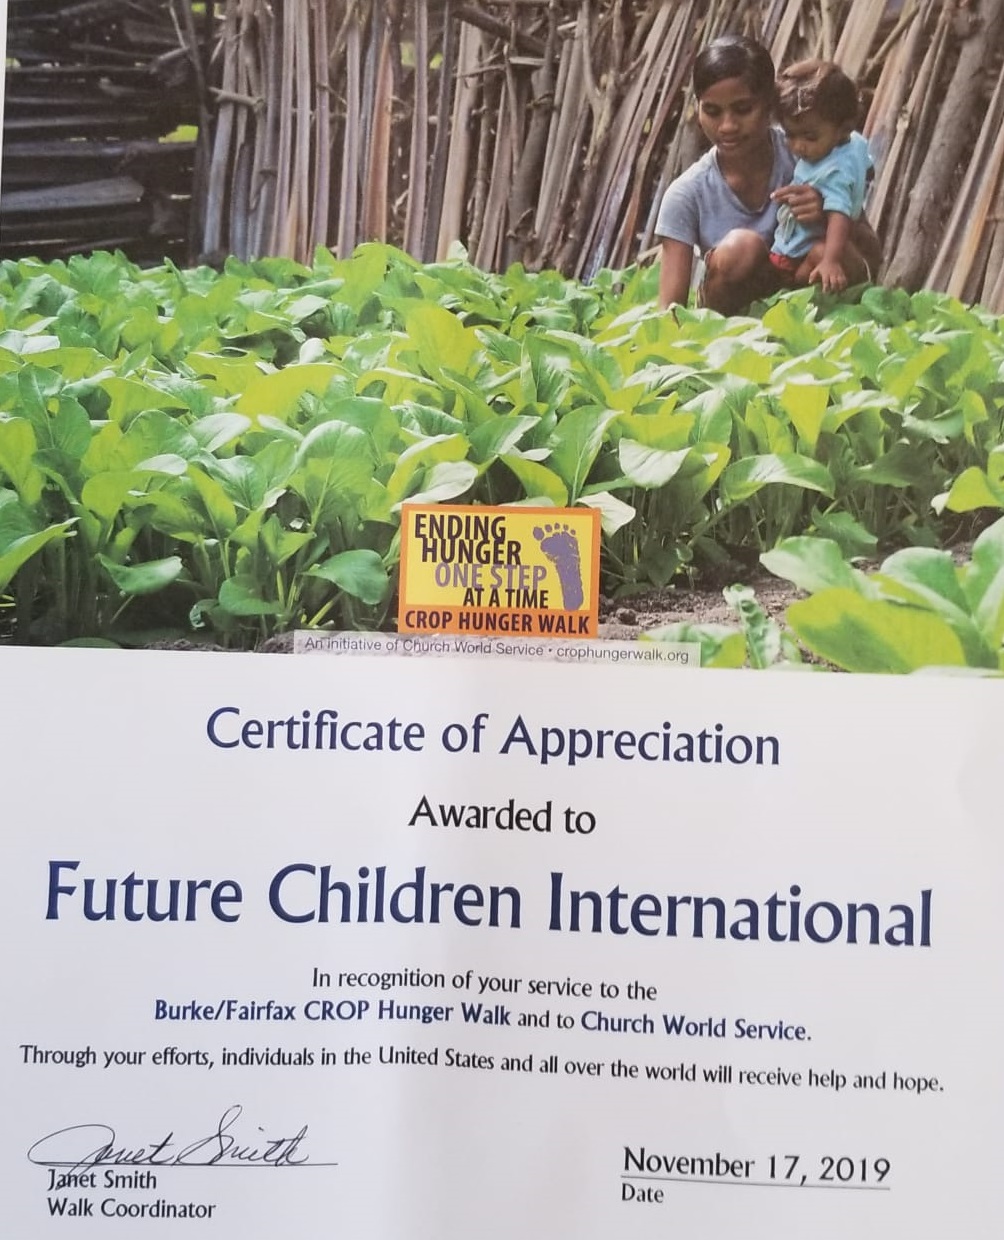 ENDING
HUNGER
ONE STEP
AT A TIME
CROP HUNGER WALK
An initiative of Church World Service • crophungerwalk.org
Certificate of Appreciation
Awarded to
Future Children International
In recognition of your service to the
Burke/Fairfax CROP Hunger Walk and to Church World Service.
Through your efforts, individuals in the United States and all over the world will receive help and hope.
Janet Smith
Janet Smith
Walk Coordinator
November 17, 2019
Date